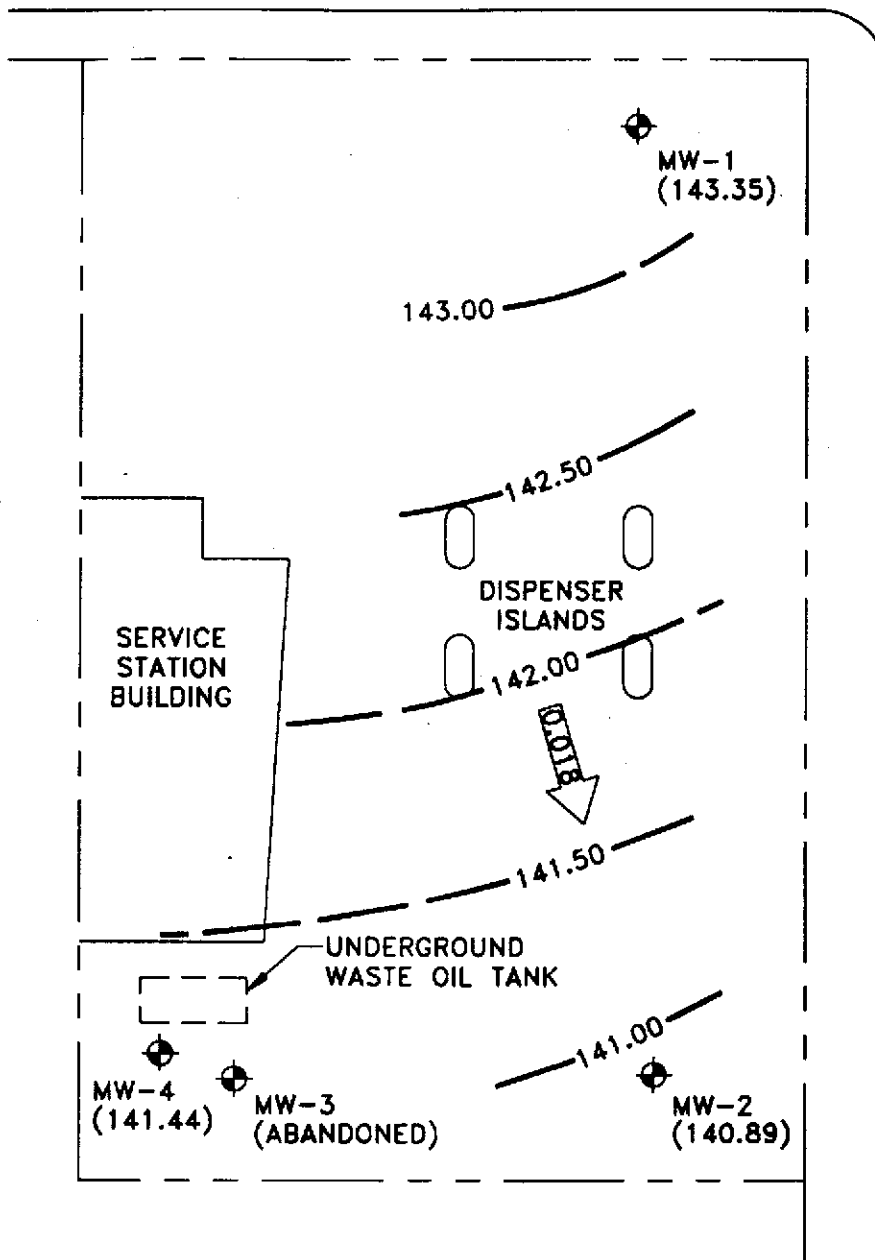 MW-1
(143.35)
143.00
142.50
DISPENSER
ISLANDS
SERVICE
STATION
BUILDING
142.00
0.018
141.50
UNDERGROUND
WASTE OIL TANK
141.00
MW-4
(141.44)
MW-3
(ABANDONED)
MW-2
(140.89)